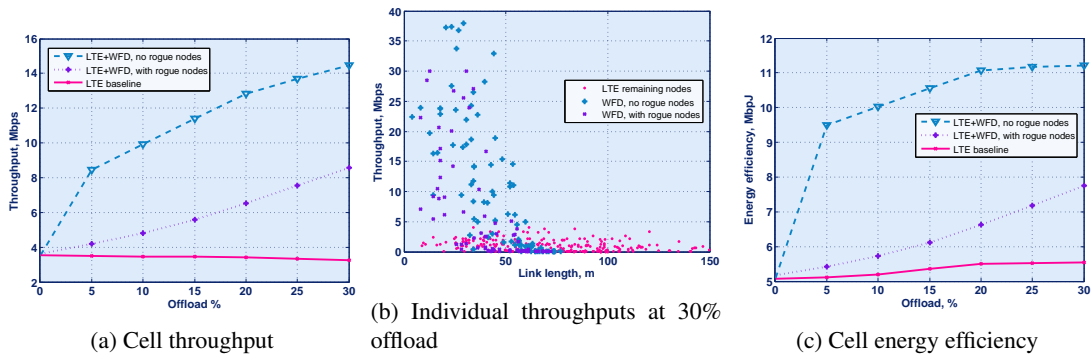 16
14
12
10
8
6
4
2
Throughput, Mbps
LTE+WFD, no rogue nodes
LTE+WFD, with rogue nodes
LTE baseline
0 5 10 15 20 25 30
Offload %
(a) Cell throughput
40
35
30
25
20
15
10
5
0
Throughput, Mbps
LTE remaining nodes
WFD, no rogue nodes
WFD, with rogue nodes
0 50 100 150
Link length, m
(b) Individual throughputs at 30%
offload
12
11
10
9
8
7
6
5
4
Energy efficiency, MbpJ
LTE+WFD, no rogue nodes
LTE+WFD, with rogue nodes
LTE baseline
0 5 10 15 20 25 30
Offload, %
(c) Cell energy efficiency